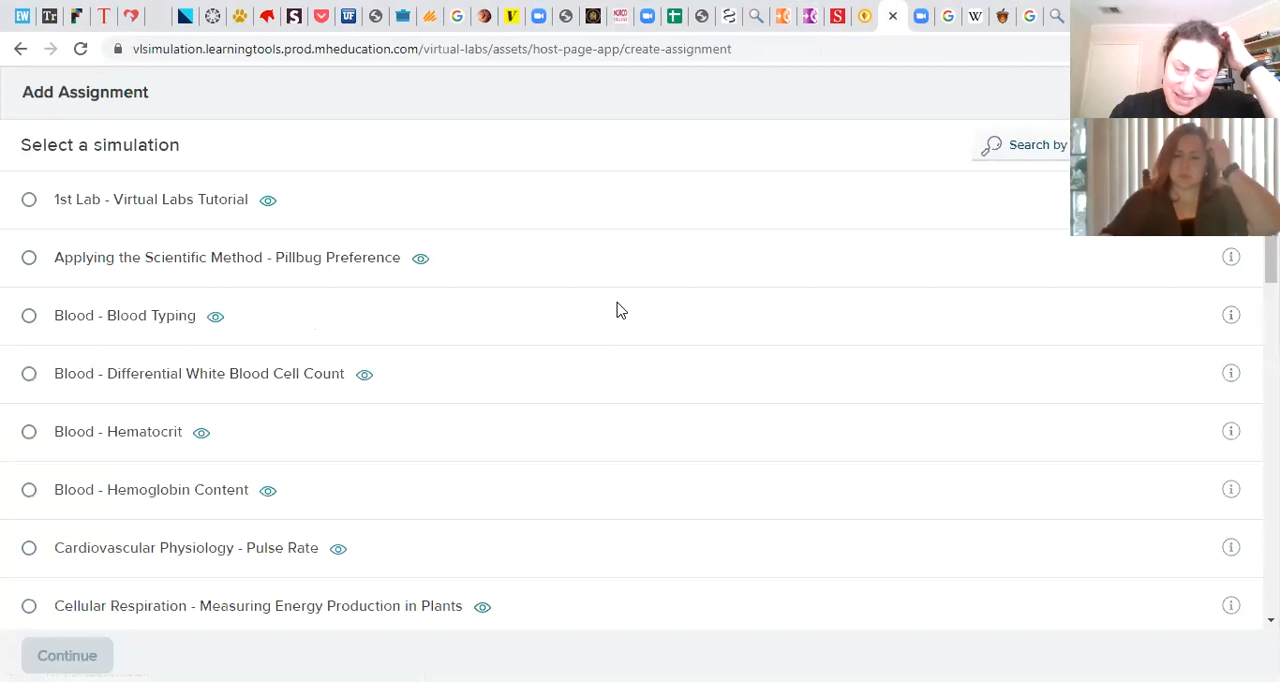 vlsimulation.learningtools.prod.mheducation.com/virtual-labs/assets/host-page-app/create-assignment
Add Assignment
Select a simulation
Search by
1st Lab - Virtual Labs Tutorial
Applying the Scientific Method - Pillbug Preference
Blood - Blood Typing
Blood - Differential White Blood Cell Count
Blood - Hematocrit
Blood - Hemoglobin Content
Cardiovascular Physiology - Pulse Rate
Cellular Respiration - Measuring Energy Production in Plants
Continue